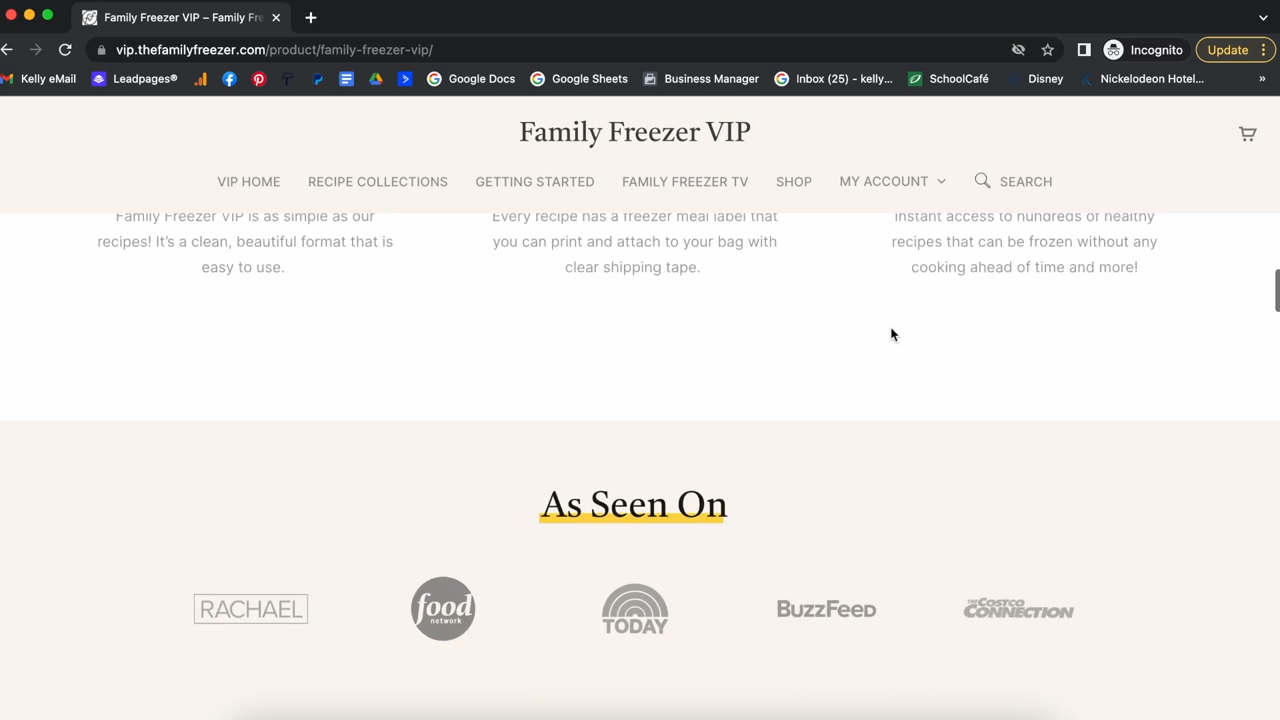 Family Freezer VIP – Family Fre
vip.thefamilyfreezer.com/product/family-freezer-vip/
Incognito
Update
Kelly eMail
Leadpages®
Google Docs
Google Sheets
Business Manager
Inbox (25) - kelly...
SchoolCafé
Disney
Nickelodeon Hotel...
»
Family Freezer VIP
VIP HOME
RECIPE COLLECTIONS
GETTING STARTED
FAMILY FREEZER TV
SHOP
MY ACCOUNT
SEARCH
Family Freezer VIP is as simple as our
recipes! It's a clean, beautiful format that is
easy to use.
Every recipe has a freezer meal label that
you can print and attach to your bag with
clear shipping tape.
Instant access to hundreds of healthy
recipes that can be frozen without any
cooking ahead of time and more!
As Seen On
RACHAEL
food
network
TODAY
BuzzFeed
THE COSTCO
CONNECTION